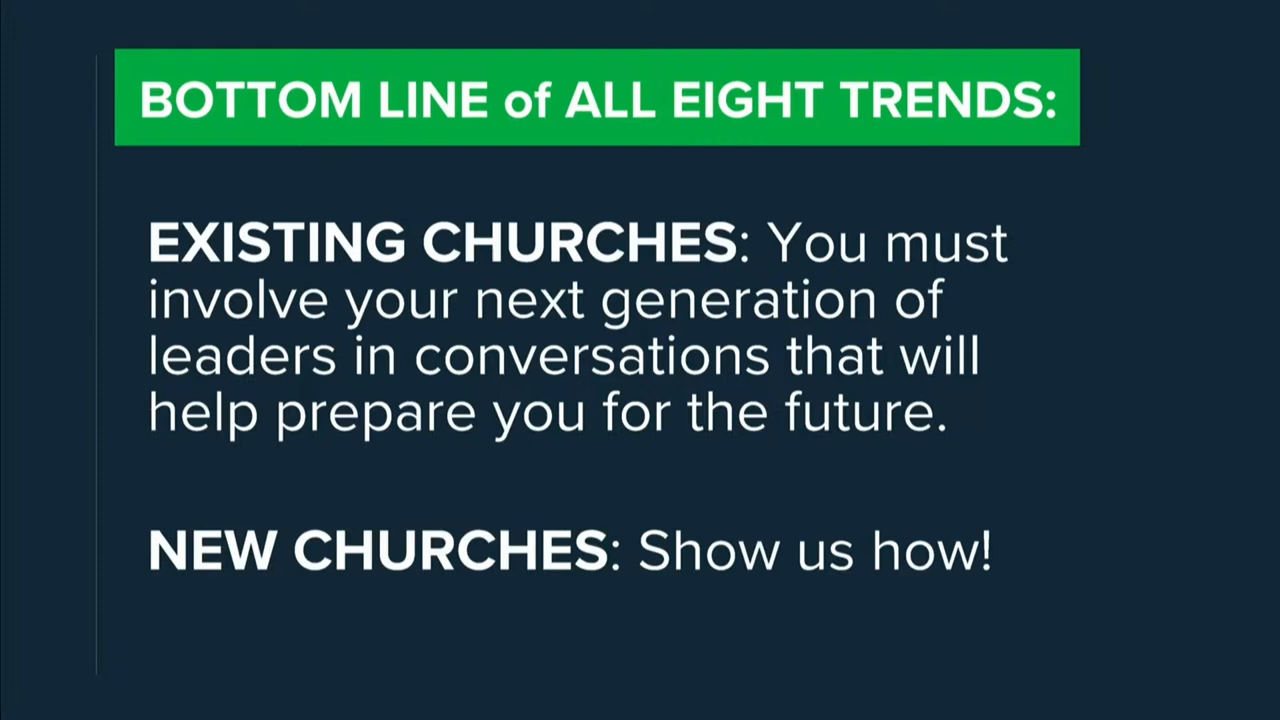 BOTTOM LINE of ALL EIGHT TRENDS:
EXISTING CHURCHES: You must
involve your next generation of
leaders in conversations that will
help prepare you for the future.
NEW CHURCHES: Show us how!